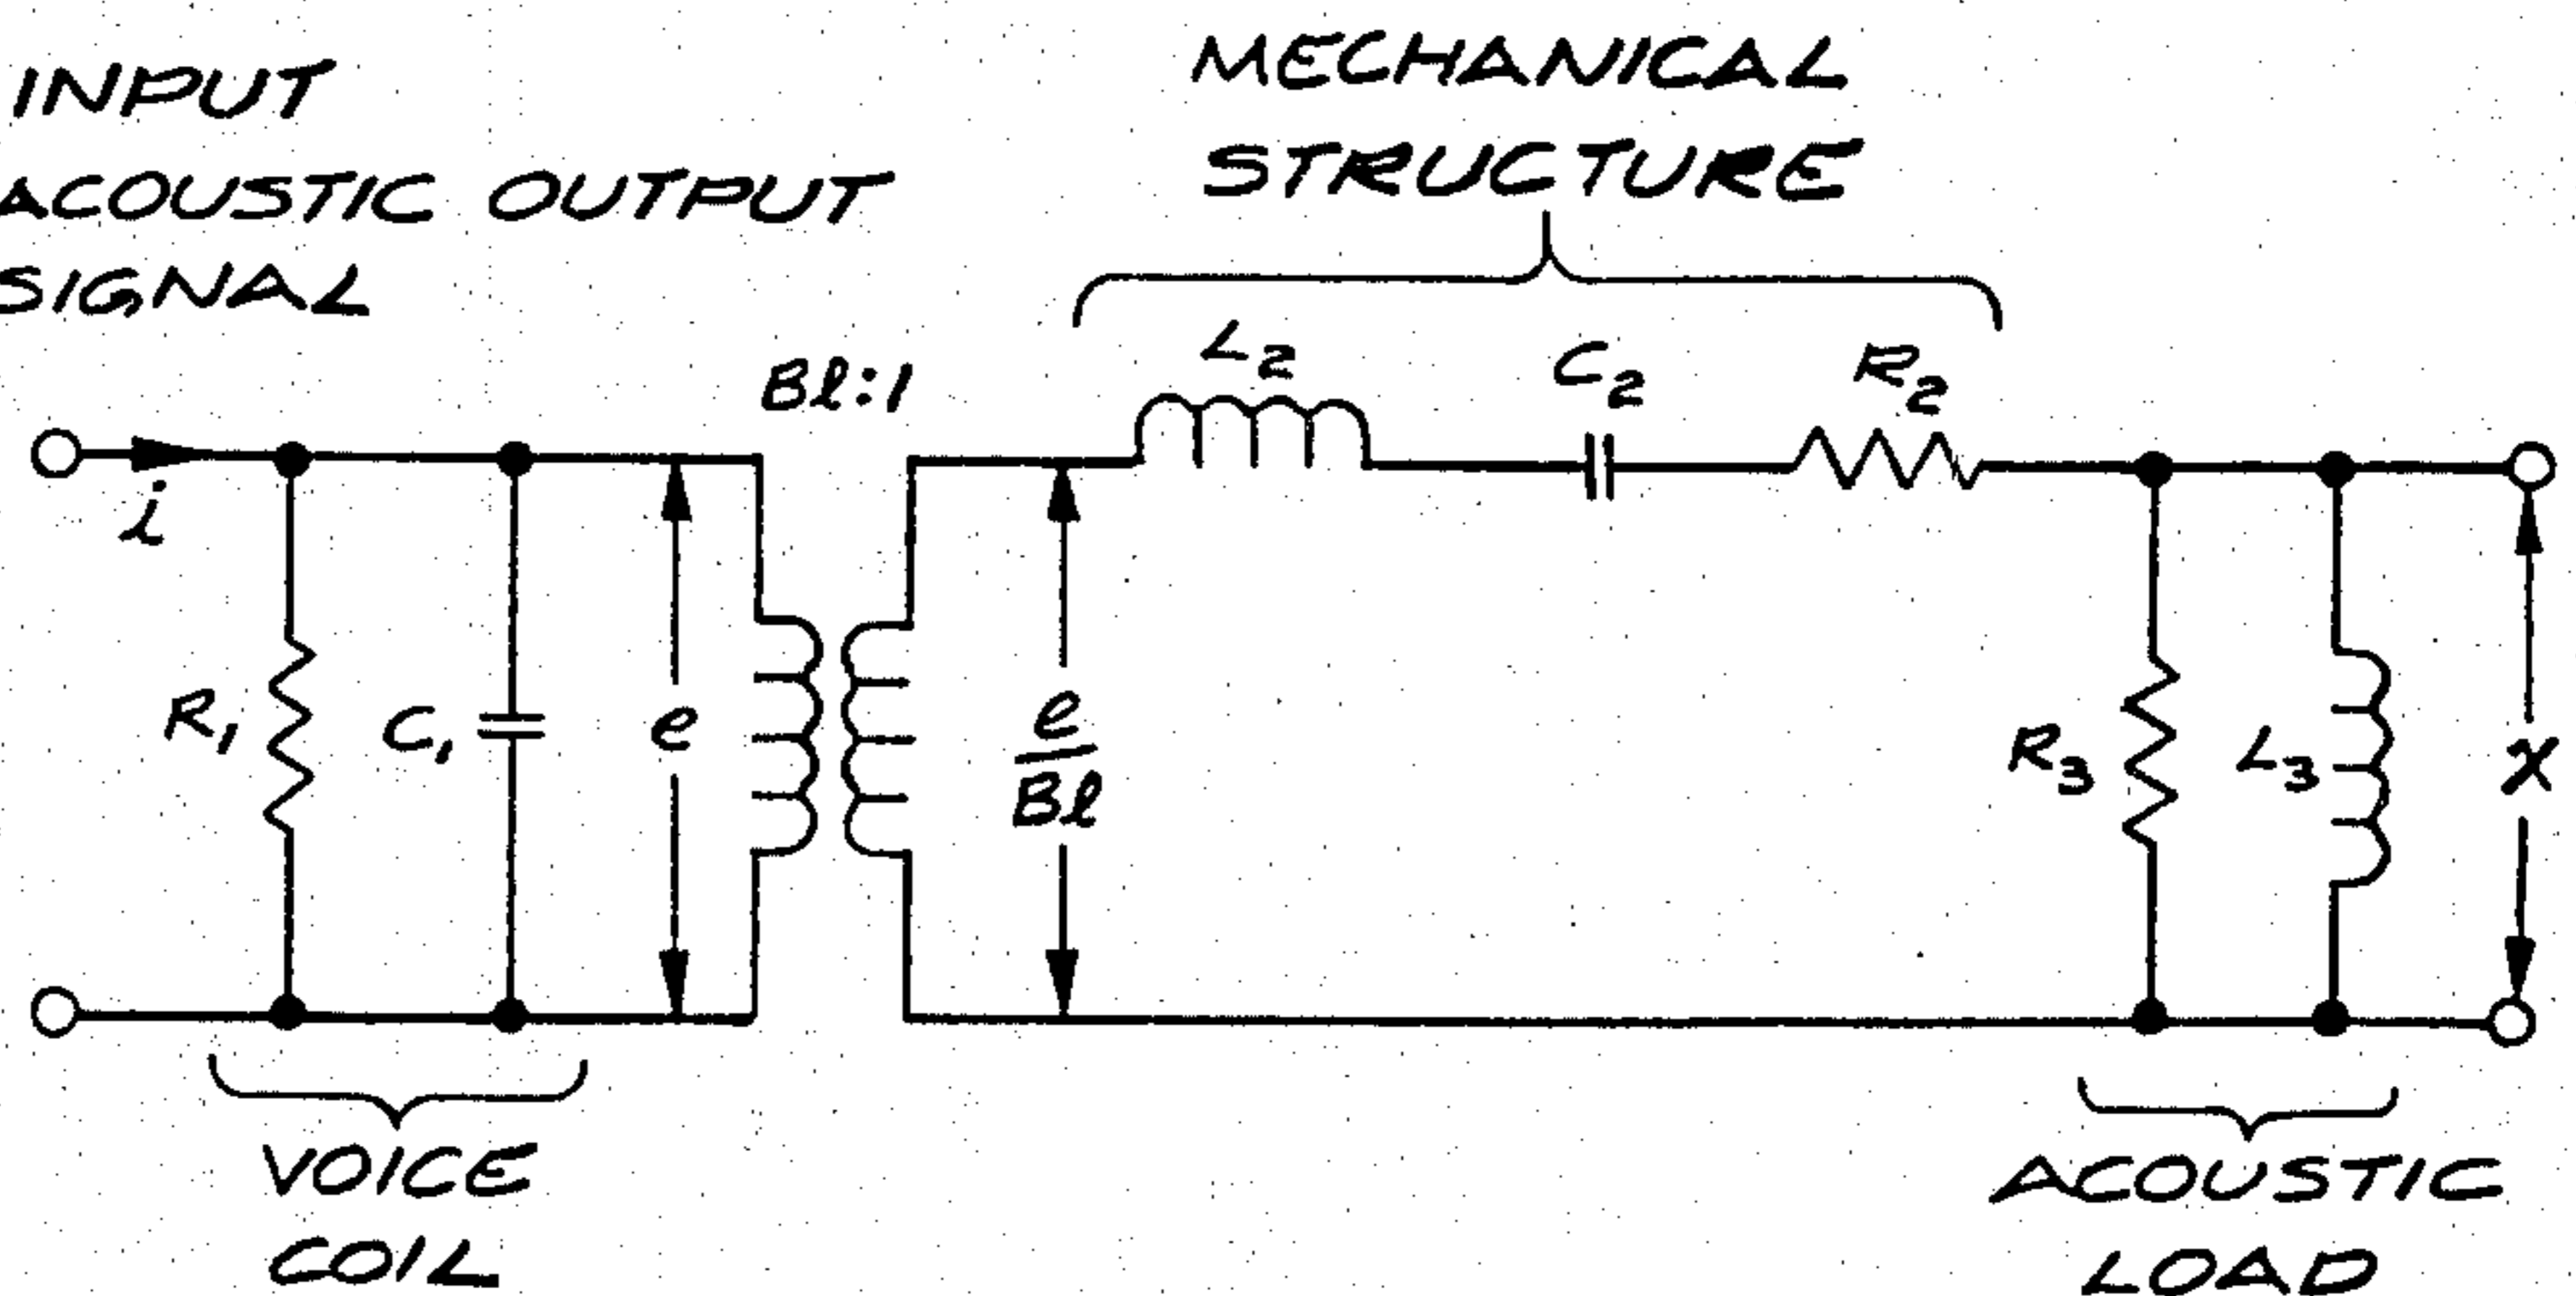 INPUT
ACOUSTIC OUTPUT
SIGNAL
MECHANICAL
STRUCTURE
Bl:1
L2
C2
R2
i
R1
C1
e
e
Bl
R3
L3
x
VOICE
COIL
ACOUSTIC
LOAD